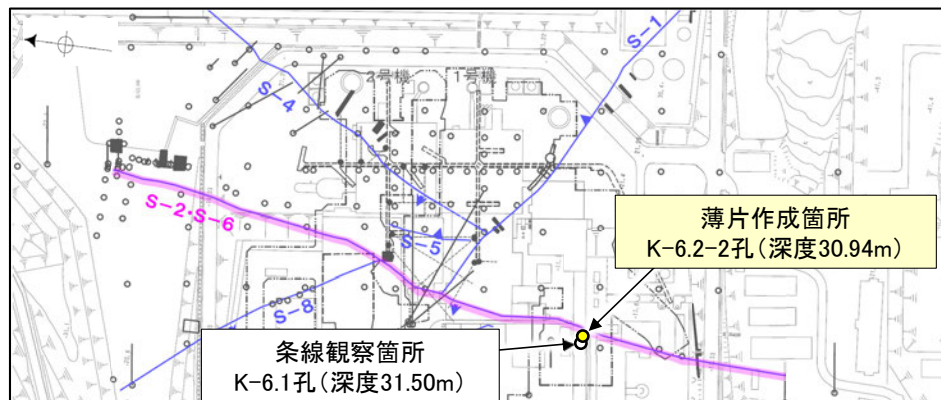 S-1
2号機
1号機
S-4
S-2・S-6
S-5
薄片作成箇所
K-6.2-2孔(深度30.94m)
S-8
条線観察箇所
K-6.1孔(深度31.50m)